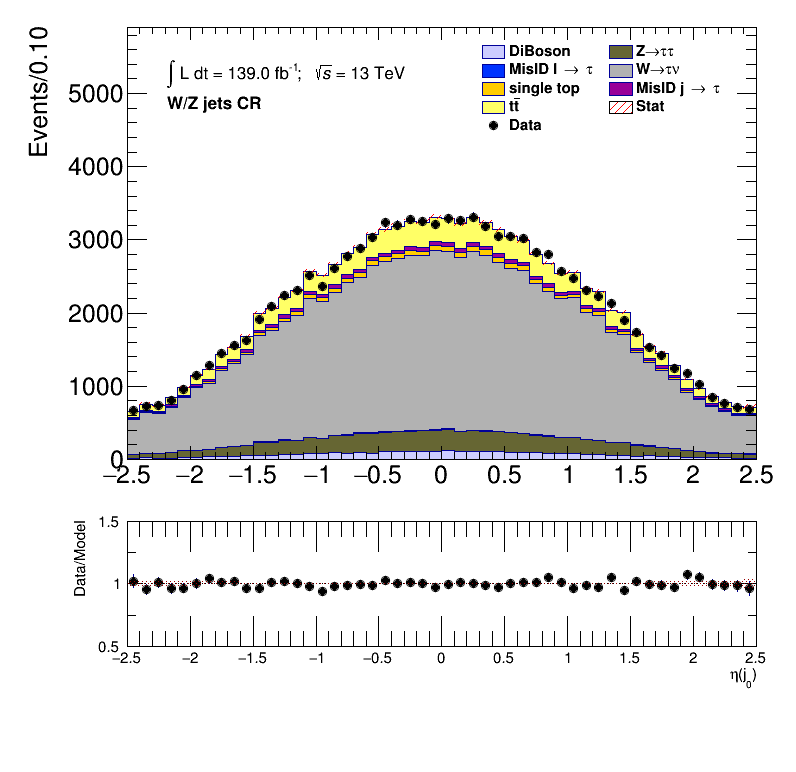 Events/0.10
5000
4000
3000
2000
1000
0
∫ L dt = 139.0 fb⁻¹; √s = 13 TeV
W/Z jets CR
DiBoson
MisID l → τ
single top
tt̄
Data
Z→ττ
W→τν
MisID j → τ
Stat
−2.5 −2 −1.5 −1 −0.5 0 0.5 1 1.5 2 2.5
Data/Model
1.5
1
0.5
−2.5 −2 −1.5 −1 −0.5 0 0.5 1 1.5 2 2.5
η(j₀)